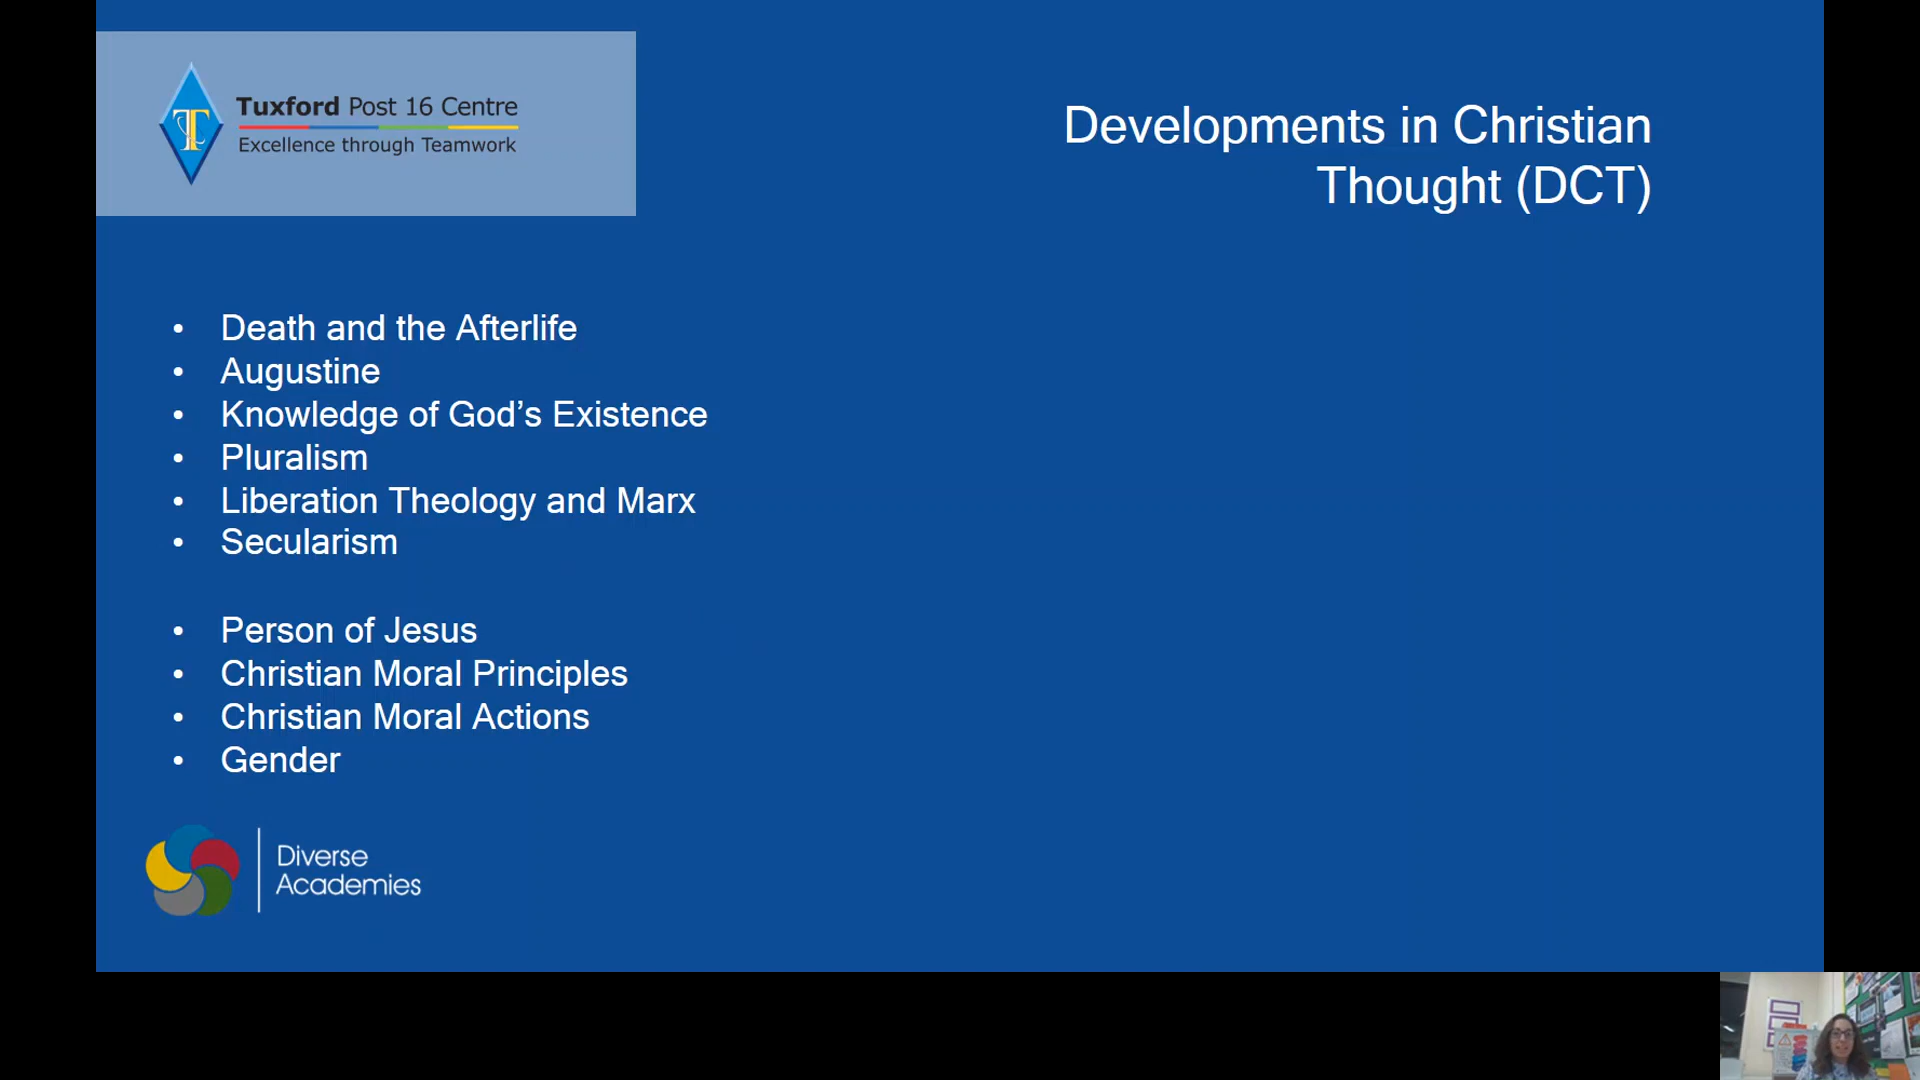 Tuxford Post 16 Centre
Excellence through Teamwork
Developments in Christian
Thought (DCT)
• Death and the Afterlife
• Augustine
• Knowledge of God’s Existence
• Pluralism
• Liberation Theology and Marx
• Secularism
• Person of Jesus
• Christian Moral Principles
• Christian Moral Actions
• Gender
Diverse
Academies